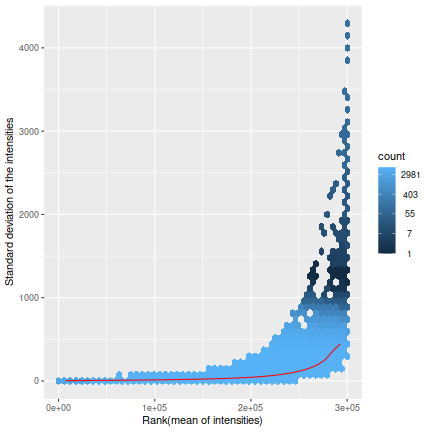 4000
3000
2000
1000
0
0e+00
1e+05
2e+05
3e+05
Rank(mean of intensities)
Standard deviation of the intensities
count
2981
403
55
7
1